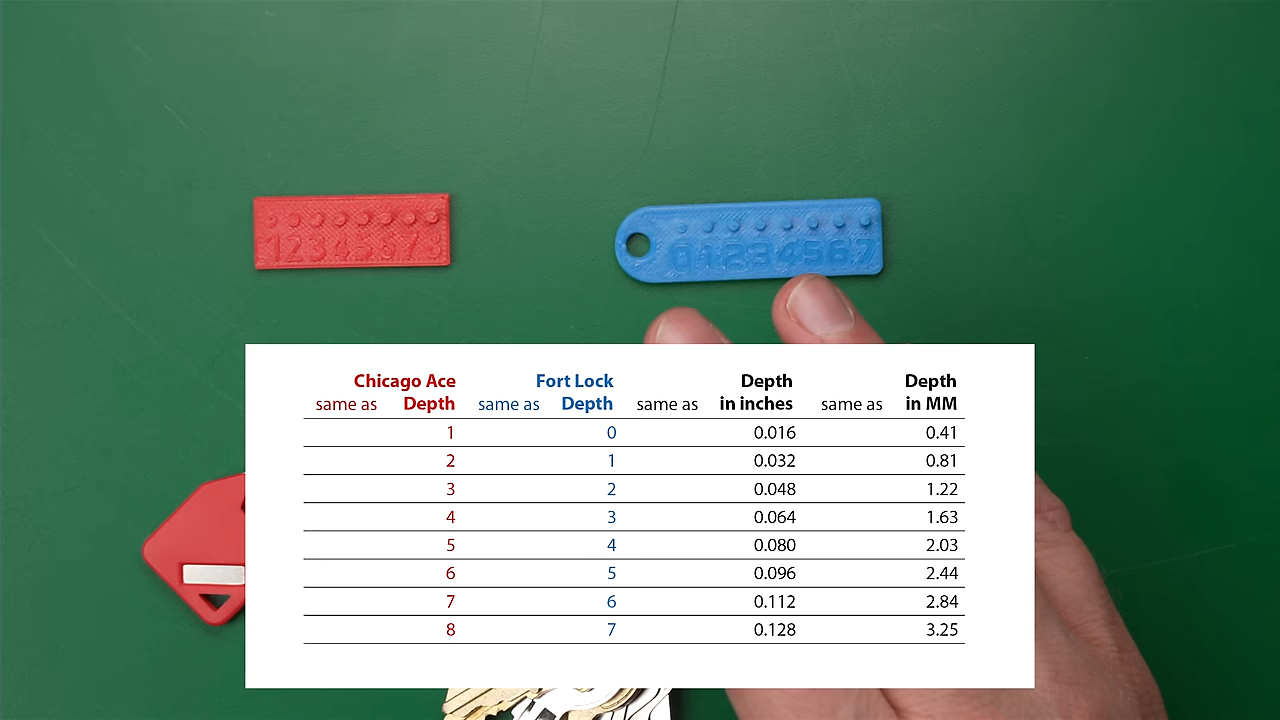 12345678
01234567
Chicago Ace Fort Lock Depth Depth
same as Depth same as Depth same as in inches same as in MM
1 0 0.016 0.41
2 1 0.032 0.81
3 2 0.048 1.22
4 3 0.064 1.63
5 4 0.080 2.03
6 5 0.096 2.44
7 6 0.112 2.84
8 7 0.128 3.25